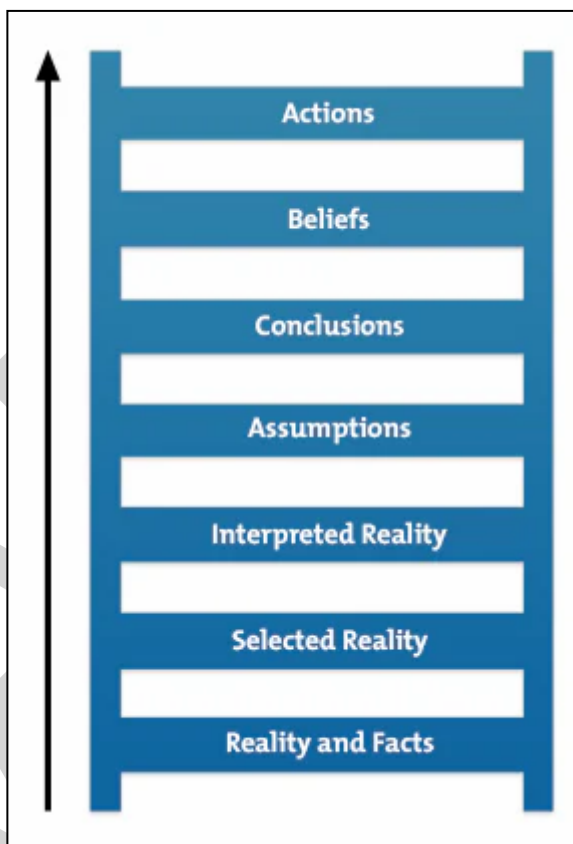 Actions
Beliefs
Conclusions
Assumptions
Interpreted Reality
Selected Reality
Reality and Facts